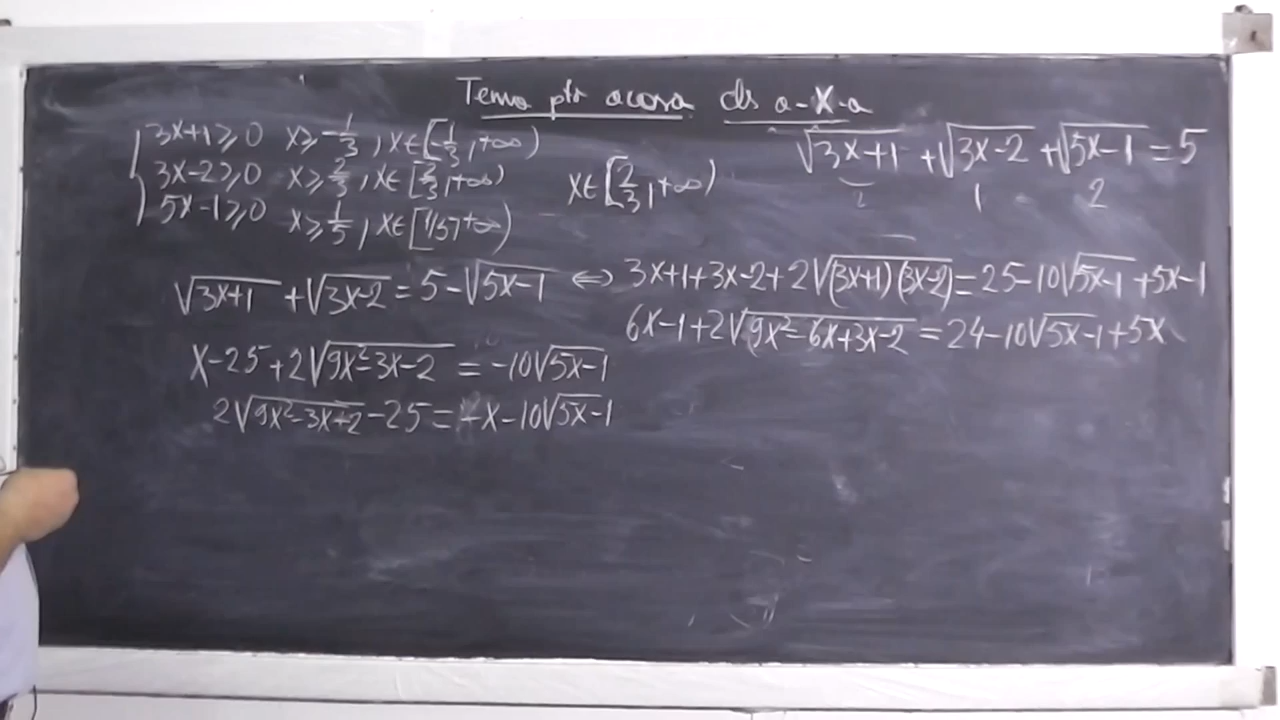 Tema ptr acasa cls a-X-a
√(3x+1) + √(3x-2) + √(5x-1) = 5
2 1 2
3x+1≥0 x≥-1/3, x∈[-1/3, +∞)
3x-2≥0 x≥2/3, x∈[2/3, +∞)
5x-1≥0 x≥1/5, x∈[1/5, +∞)
x∈[2/3, +∞)
√(3x+1) + √(3x-2) = 5-√(5x-1) ⇔ 3x+1+3x-2+2√((3x+1)(3x-2)) = 25-10√(5x-1)+5x-1
6x-1+2√(9x²-6x+3x-2) = 24-10√(5x-1)+5x
x-25+2√(9x²-3x-2) = -10√(5x-1)
2√(9x²-3x+2)-25 = -x-10√(5x-1)